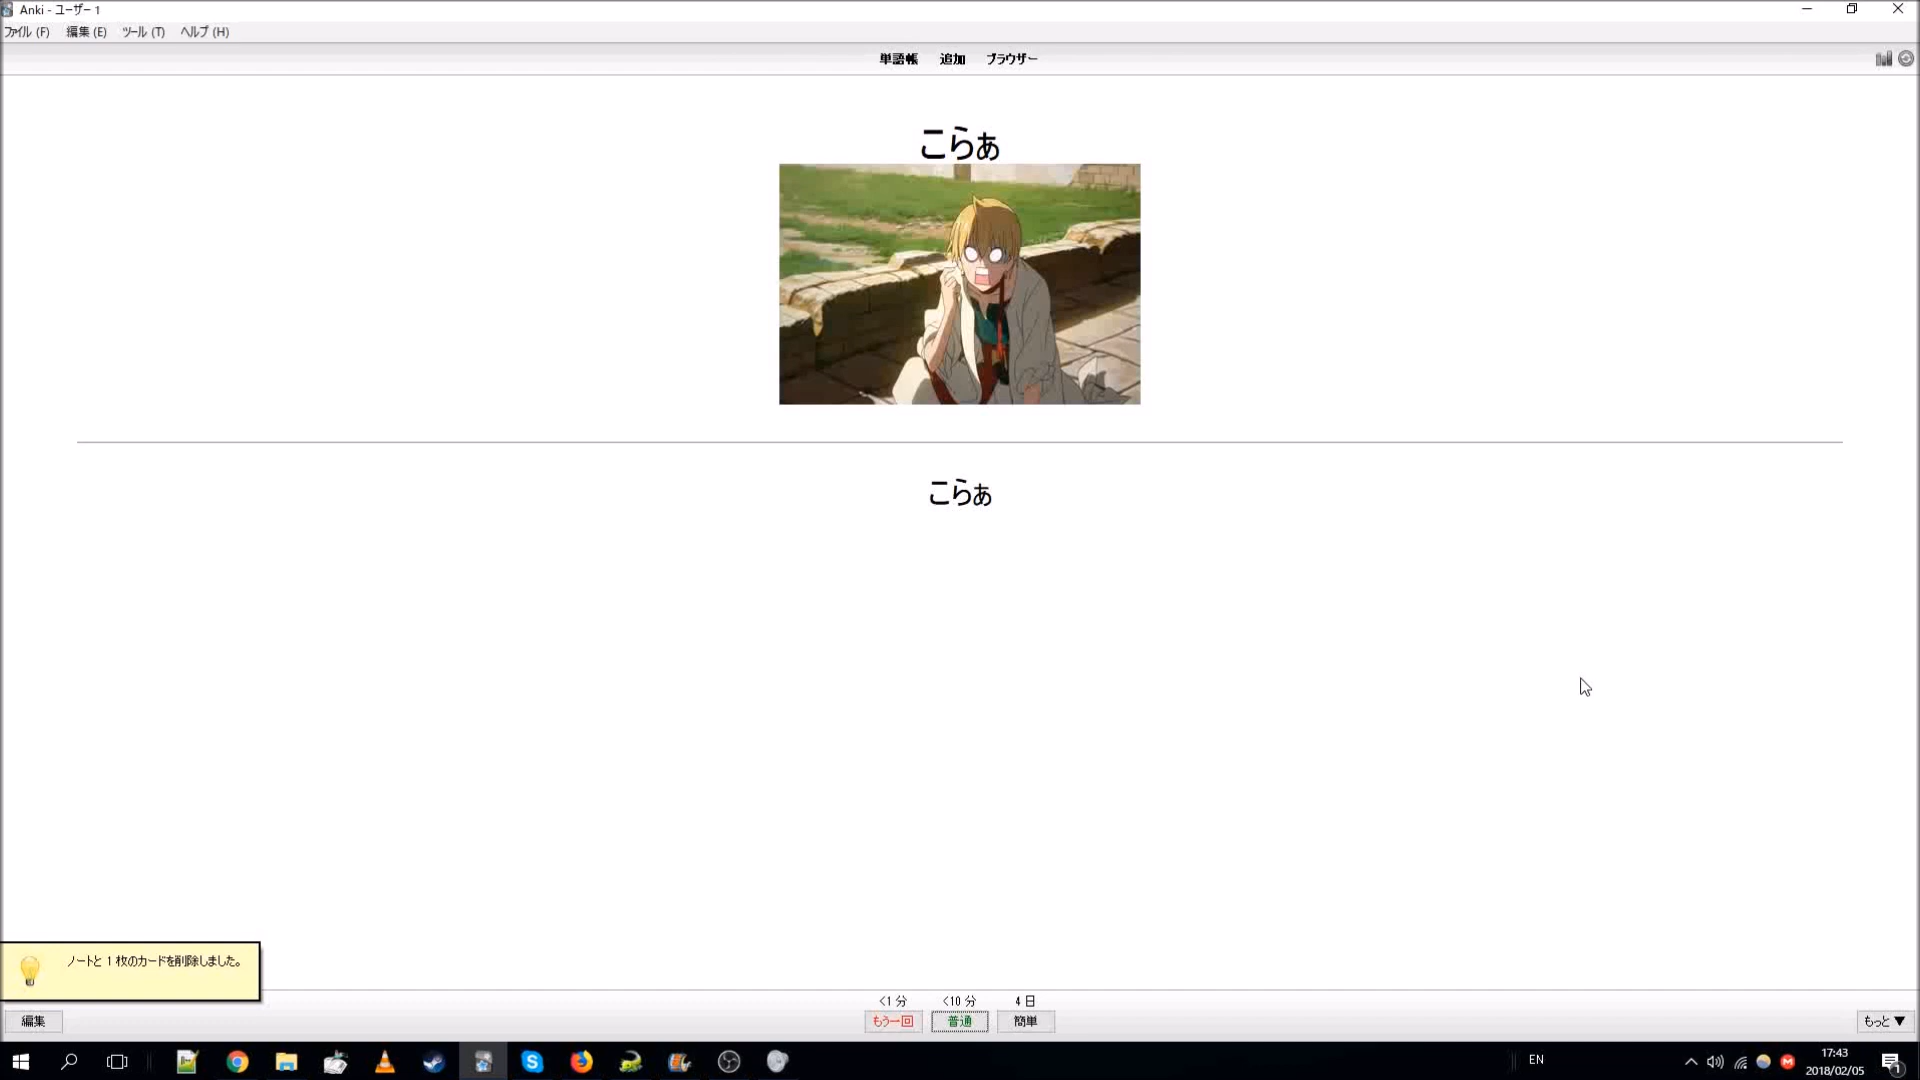 Anki - ユーザー 1
ファイル (F) 編集 (E) ツール (T) ヘルプ (H)
単語帳 追加 ブラウザー
こらぁ
こらぁ
ノートと 1 枚のカードを削除しました。
<1 分 <10 分 4 日
編集 もう一回 普通 簡単 もっと ▼
EN
17:43
2018/02/05
1